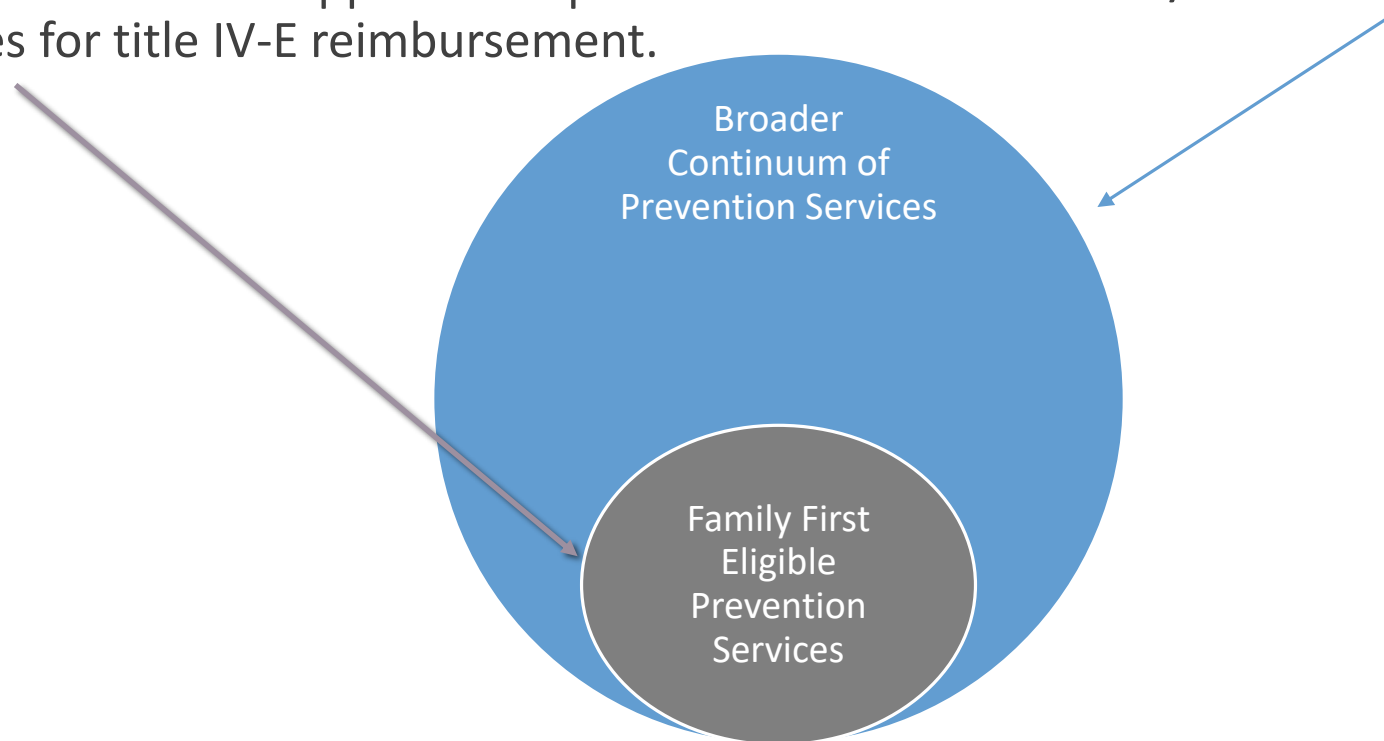 es for title IV-E reimbursement.
Broader
Continuum of
Prevention Services
Family First
Eligible
Prevention
Services